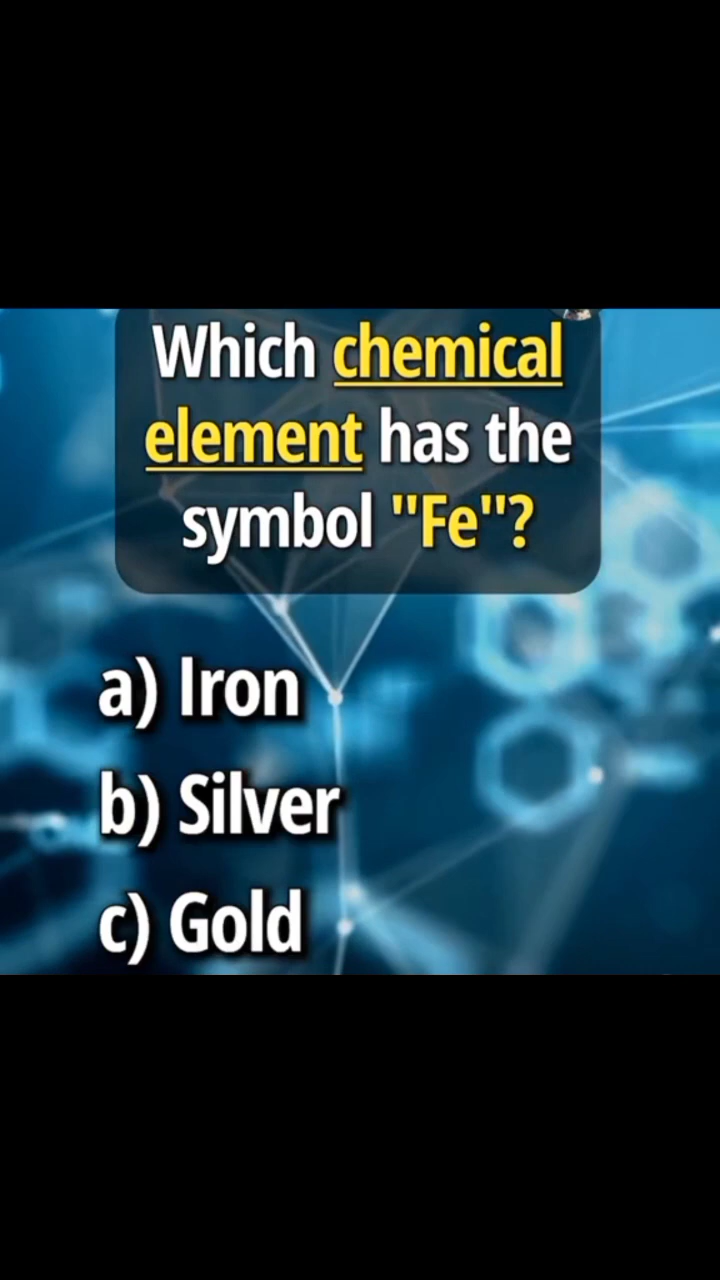 Which chemical
element has the
symbol "Fe"?
a) Iron
b) Silver
c) Gold